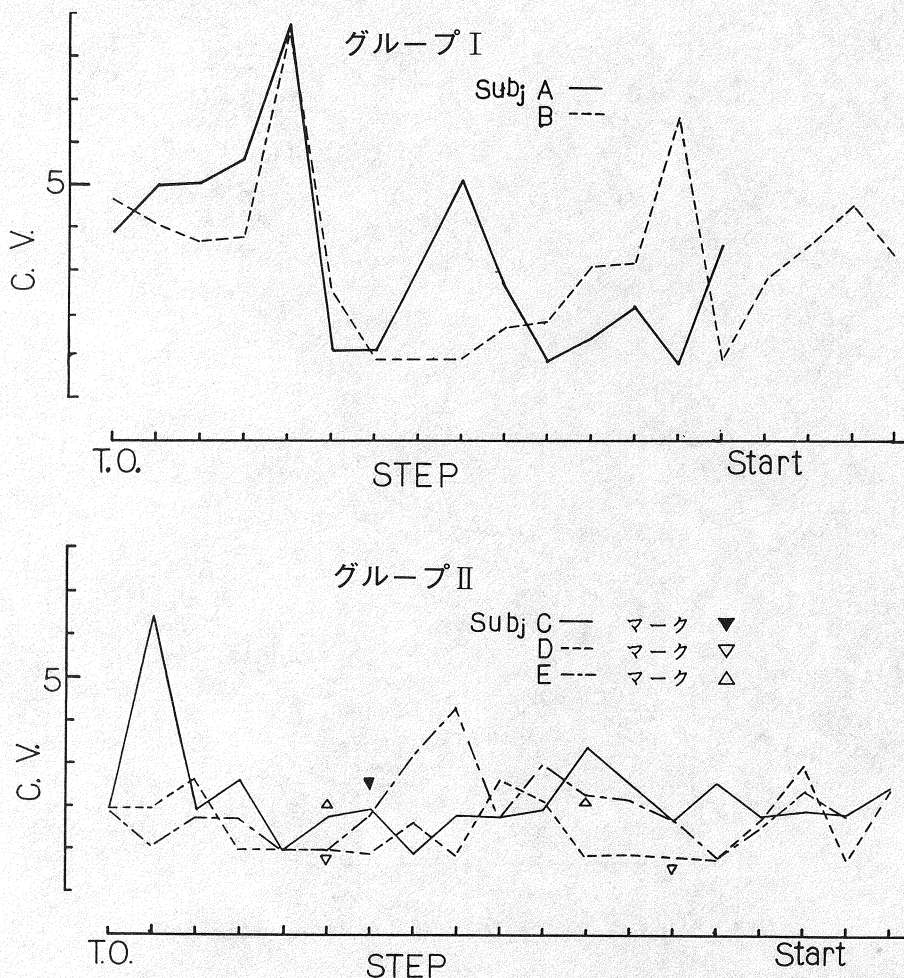 グループⅠ
Subj A
B
5
C. V.
T.O.
STEP
Start
グループⅡ
Subj C マーク ▼
D マーク ▽
E マーク △
5
C. V.
T.O.
STEP
Start